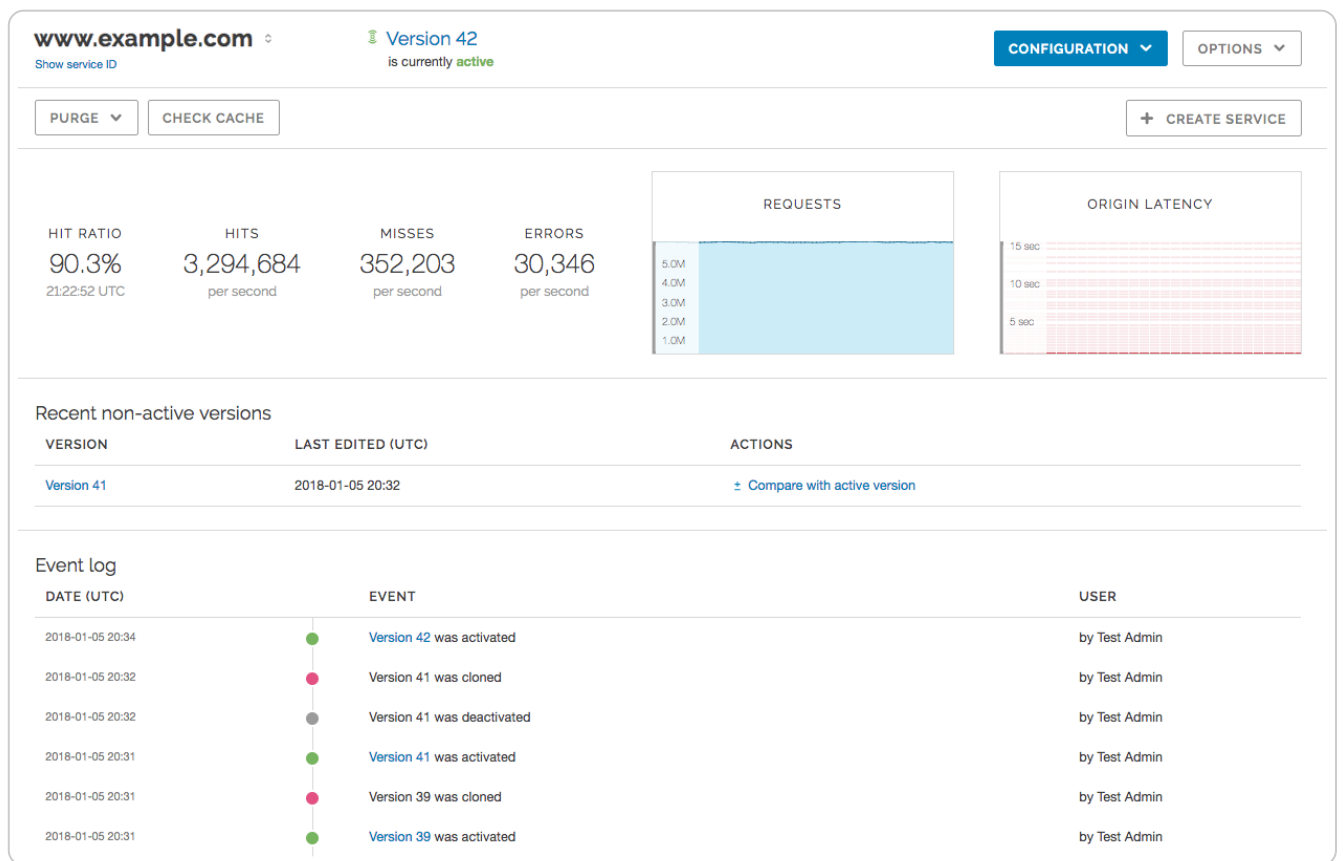 www.example.com
Version 42
Show service ID
is currently active
CONFIGURATION
OPTIONS
PURGE
CHECK CACHE
+ CREATE SERVICE
REQUESTS
ORIGIN LATENCY
HIT RATIO
HITS
MISSES
ERRORS
90.3%
3,294,684
352,203
30,346
21:22:52 UTC
per second
per second
per second
5.0M
4.0M
3.0M
2.0M
1.0M
15 sec
10 sec
5 sec
Recent non-active versions
VERSION LAST EDITED (UTC) ACTIONS
Version 41 2018-01-05 20:32 ± Compare with active version
Event log
DATE (UTC) EVENT USER
2018-01-05 20:34 Version 42 was activated by Test Admin
2018-01-05 20:32 Version 41 was cloned by Test Admin
2018-01-05 20:32 Version 41 was deactivated by Test Admin
2018-01-05 20:31 Version 41 was activated by Test Admin
2018-01-05 20:31 Version 39 was cloned by Test Admin
2018-01-05 20:31 Version 39 was activated by Test Admin